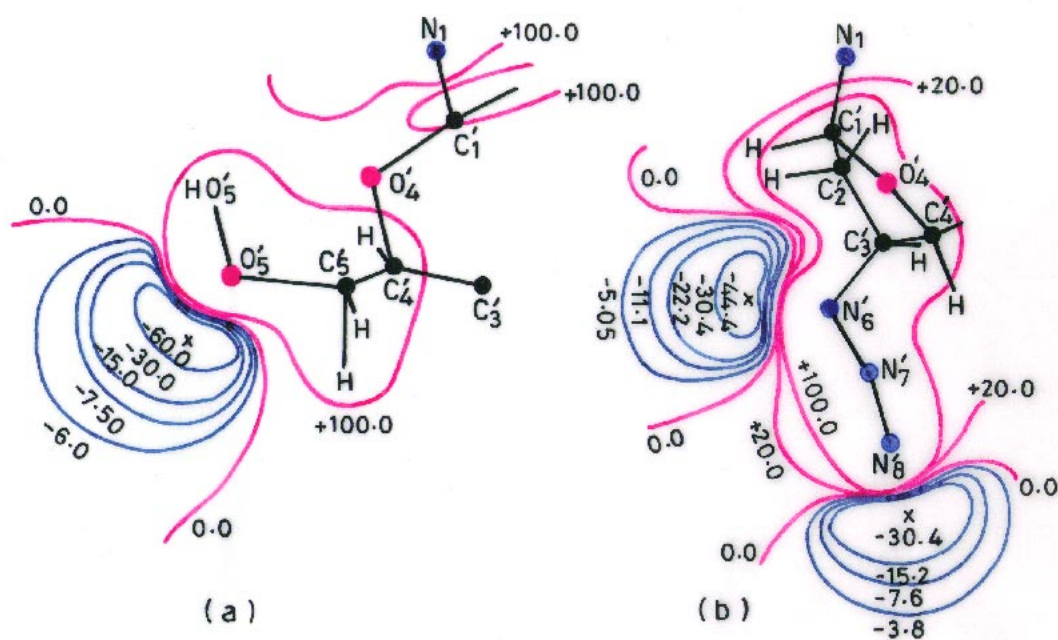 N1
+100.0
+100.0
C'1
O'4
HO'5
0.0
O'5
C'5
H
C'4
C'3
H
H
-60.0
x
-30.0
-15.0
-7.50
-6.0
+100.0
0.0
(a)
N1
+20.0
C'1
H
H
H
C'2
O'4
C'4
0.0
C'3
H
H
-5.05
-11.1
-22.2
-30.4
-44.4
x
N'6
N'7
N'8
+100.0
+20.0
+20.0
0.0
0.0
0.0
x
-30.4
-15.2
-7.6
-3.8
(b)